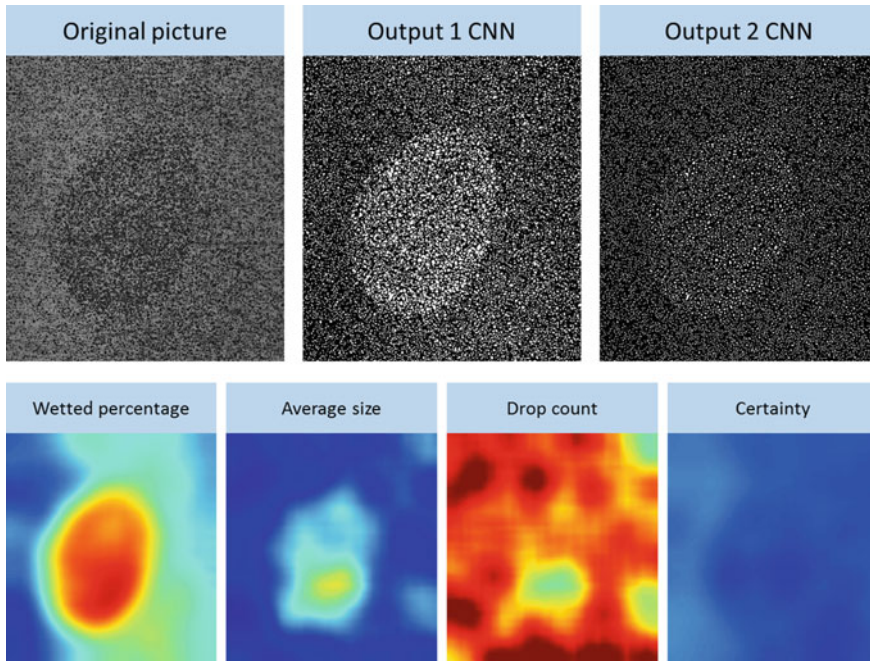 Original picture
Output 1 CNN
Output 2 CNN
Wetted percentage
Average size
Drop count
Certainty